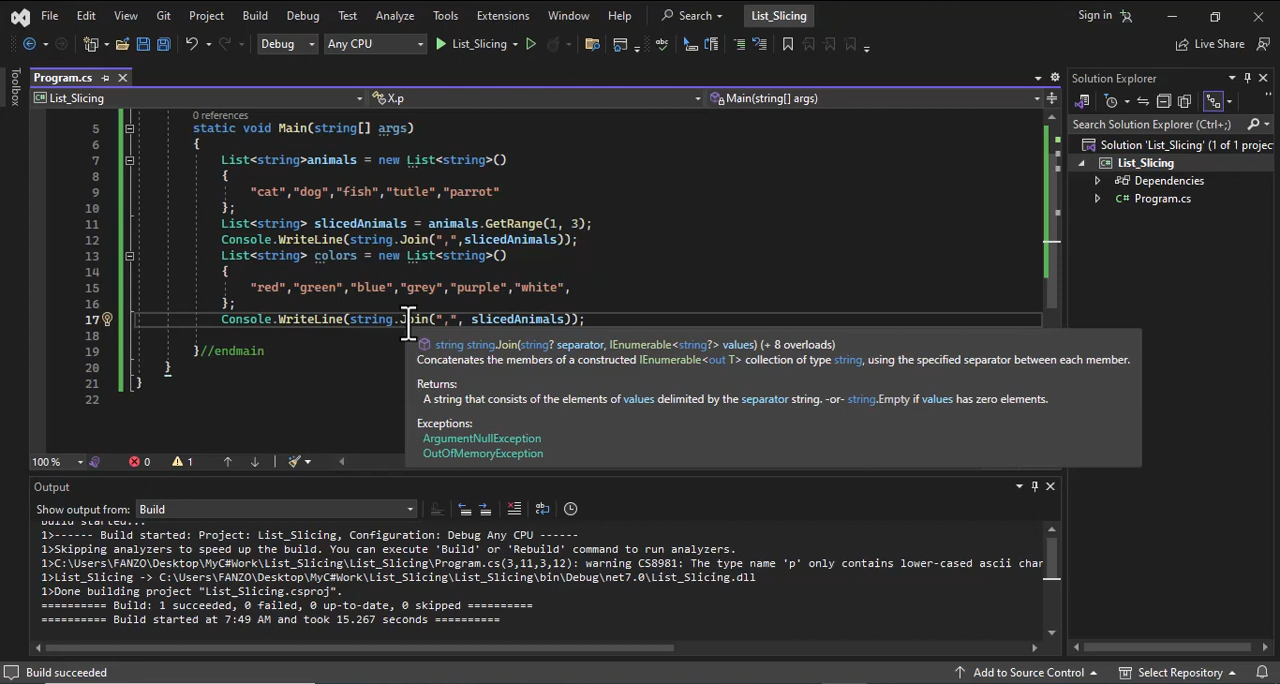 File Edit View Git Project Build Debug Test Analyze Tools Extensions Window Help Search List_Slicing Sign in
Debug Any CPU List_Slicing Live Share
Toolbox
Program.cs
List_Slicing X.p Main(string[] args)
0 references
5 static void Main(string[] args)
6 {
7 List<string>animals = new List<string>()
8 {
9 "cat","dog","fish","tutle","parrot"
10 };
11 List<string> slicedAnimals = animals.GetRange(1, 3);
12 Console.WriteLine(string.Join(",",slicedAnimals));
13 List<string> colors = new List<string>()
14 {
15 "red","green","blue","grey","purple","white",
16 };
17 Console.WriteLine(string.Join(",", slicedAnimals));
18
19 }//endmain
20 }
21 }
22
string string.Join(string? separator, IEnumerable<string?> values) (+ 8 overloads)
Concatenates the members of a constructed IEnumerable<out T> collection of type string, using the specified separator between each member.
Returns:
A string that consists of the elements of values delimited by the separator string. -or- string.Empty if values has zero elements.
Exceptions:
ArgumentNullException
OutOfMemoryException
100 % 0 1
Output
Show output from: Build
Build started...
1>------ Build started: Project: List_Slicing, Configuration: Debug Any CPU ------
1>Skipping analyzers to speed up the build. You can execute 'Build' or 'Rebuild' command to run analyzers.
1>C:\Users\FANZO\Desktop\MyC#Work\List_Slicing\List_Slicing\Program.cs(3,11,3,12): warning CS8981: The type name 'p' only contains lower-cased ascii char
1>List_Slicing -> C:\Users\FANZO\Desktop\MyC#Work\List_Slicing\List_Slicing\bin\Debug\net7.0\List_Slicing.dll
1>Done building project "List_Slicing.csproj".
========== Build: 1 succeeded, 0 failed, 0 up-to-date, 0 skipped ==========
========== Build started at 7:49 AM and took 15.267 seconds ==========
Solution Explorer
Search Solution Explorer (Ctrl+;)
Solution 'List_Slicing' (1 of 1 project
List_Slicing
Dependencies
C# Program.cs
Build succeeded Add to Source Control Select Repository